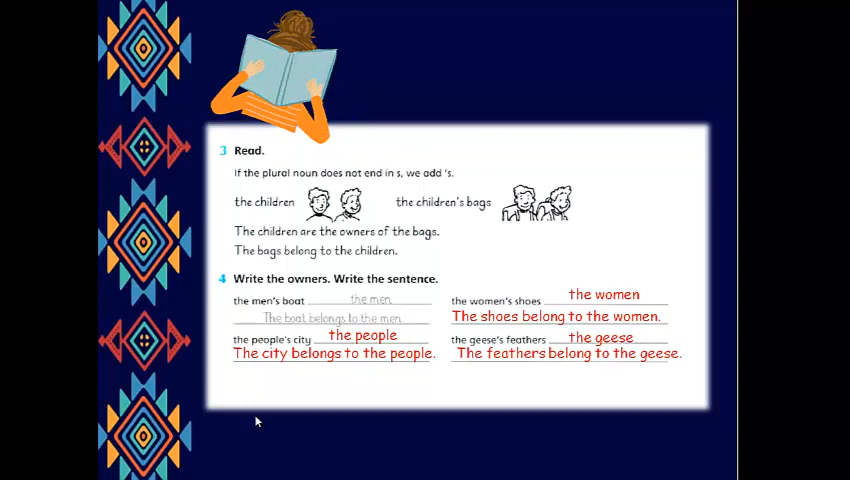 3 Read.
If the plural noun does not end in s, we add 's.
the children the children's bags
The children are the owners of the bags.
The bags belong to the children.
4 Write the owners. Write the sentence.
the men's boat the men
The boat belongs to the men.
the women's shoes the women
The shoes belong to the women.
the people's city the people
The city belongs to the people.
the geese's feathers the geese
The feathers belong to the geese.